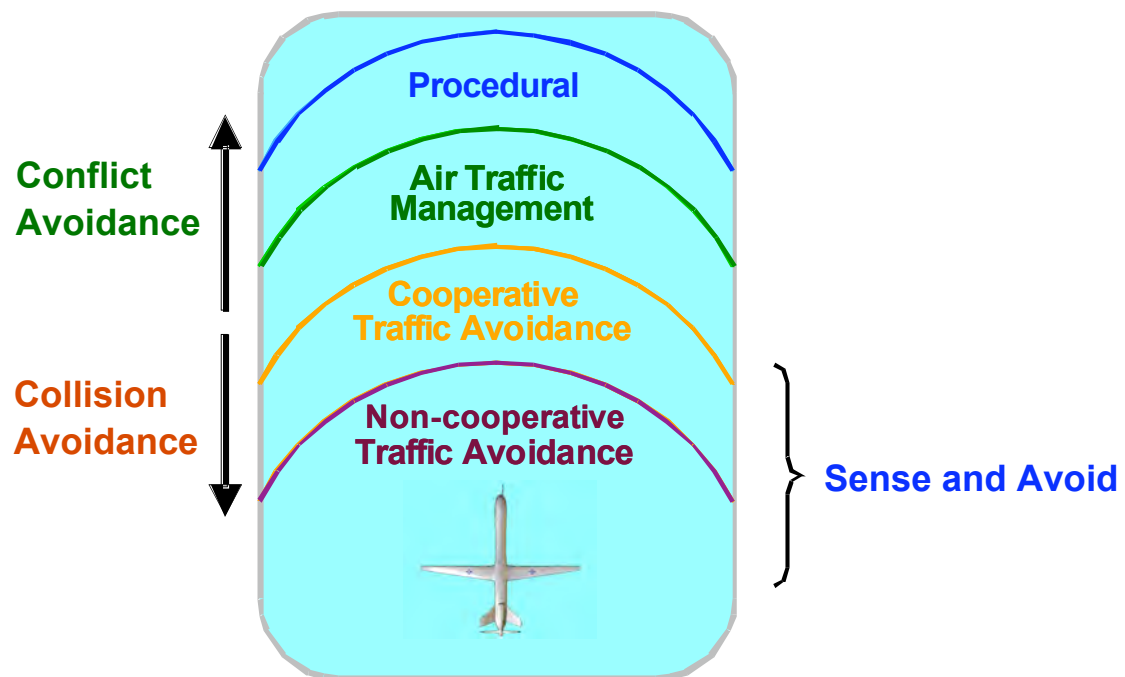 Procedural
Air Traffic
Management
Conflict
Avoidance
Cooperative
Traffic Avoidance
Collision
Avoidance
Non-cooperative
Traffic Avoidance
Sense and Avoid